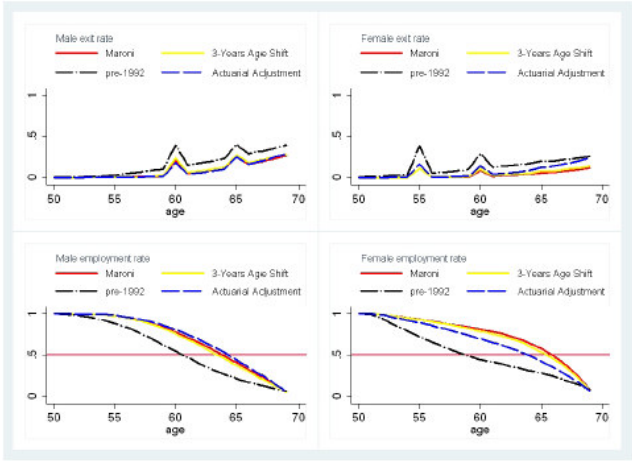 Male exit rate
Maroni 3-Years Age Shift
pre-1992 Actuarial Adjustment
1
.5
0
50 55 60 65 70
age
Female exit rate
Maroni 3-Years Age Shift
pre-1992 Actuarial Adjustment
1
.5
0
50 55 60 65 70
age
Male employment rate
Maroni 3-Years Age Shift
pre-1992 Actuarial Adjustment
1
.5
0
50 55 60 65 70
age
Female employment rate
Maroni 3-Years Age Shift
pre-1992 Actuarial Adjustment
1
.5
0
50 55 60 65 70
age